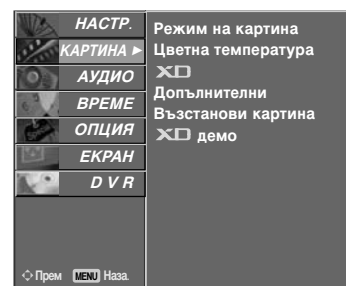 НАСТР.
КАРТИНА ►
АУДИО
ВРЕМЕ
ОПЦИЯ
ЕКРАН
D V R
Режим на картина
Цветна температура
XD
Допълнителни
Възстанови картина
XD демо
Прем MENU Наза.